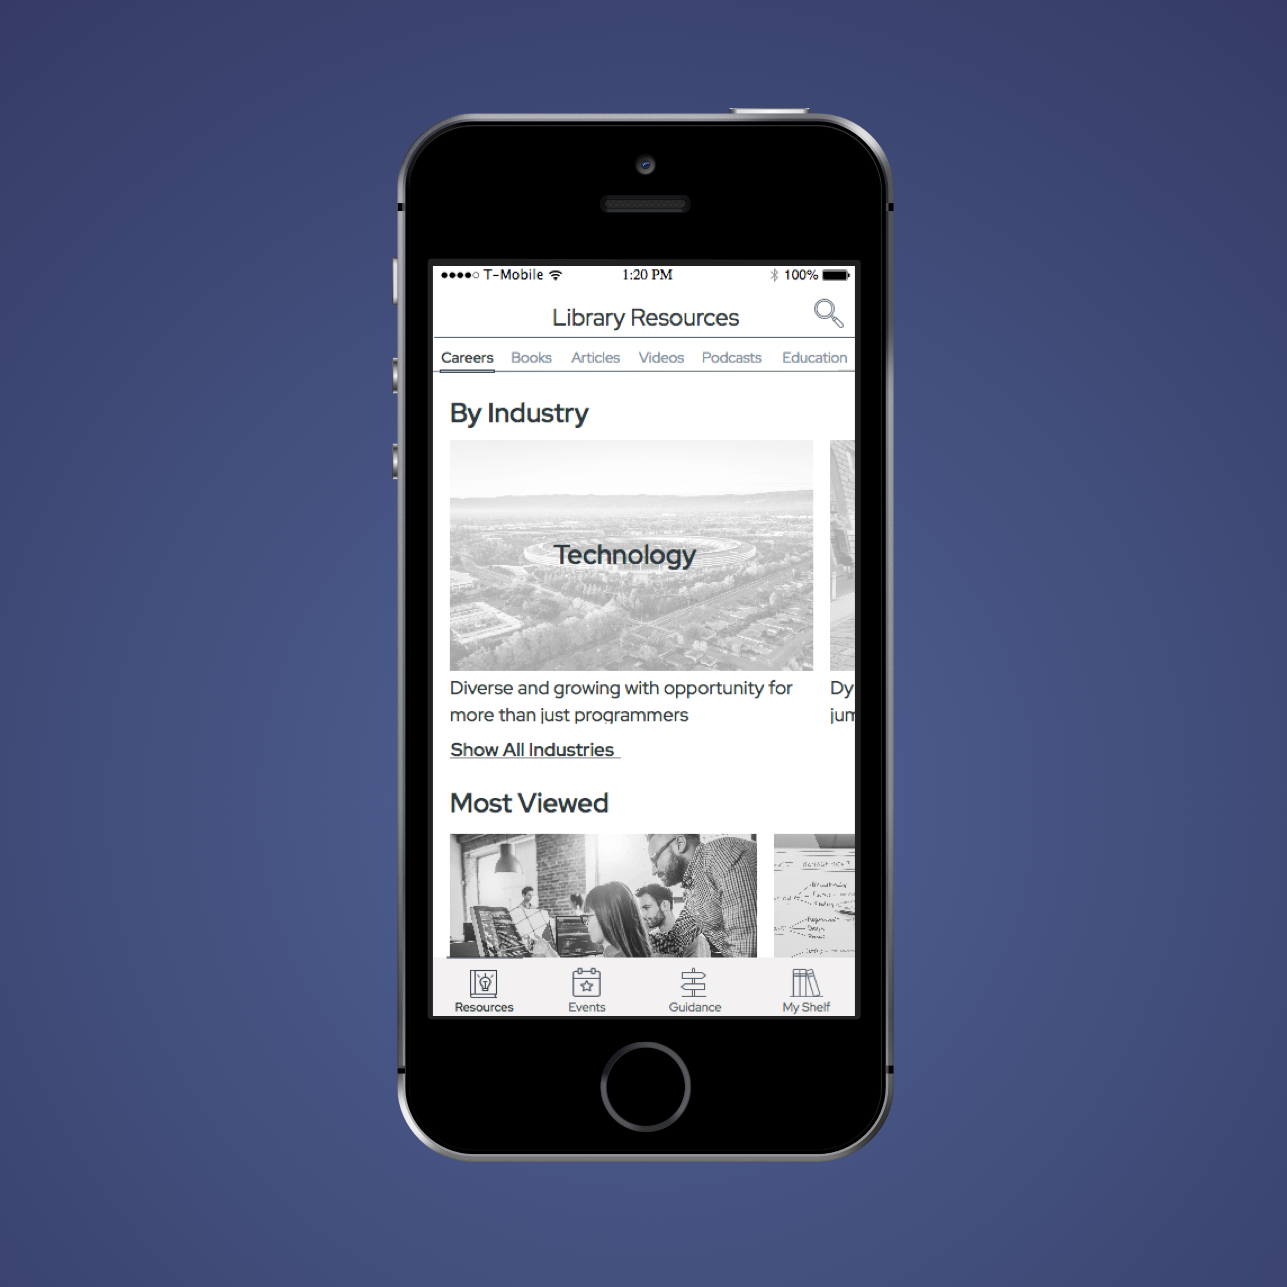 T-Mobile 1:20 PM 100%
Library Resources
Careers Books Articles Videos Podcasts Education
By Industry
Technology
Diverse and growing with opportunity for
more than just programmers
Dy
jum
Show All Industries
Most Viewed
Resources Events Guidance My Shelf